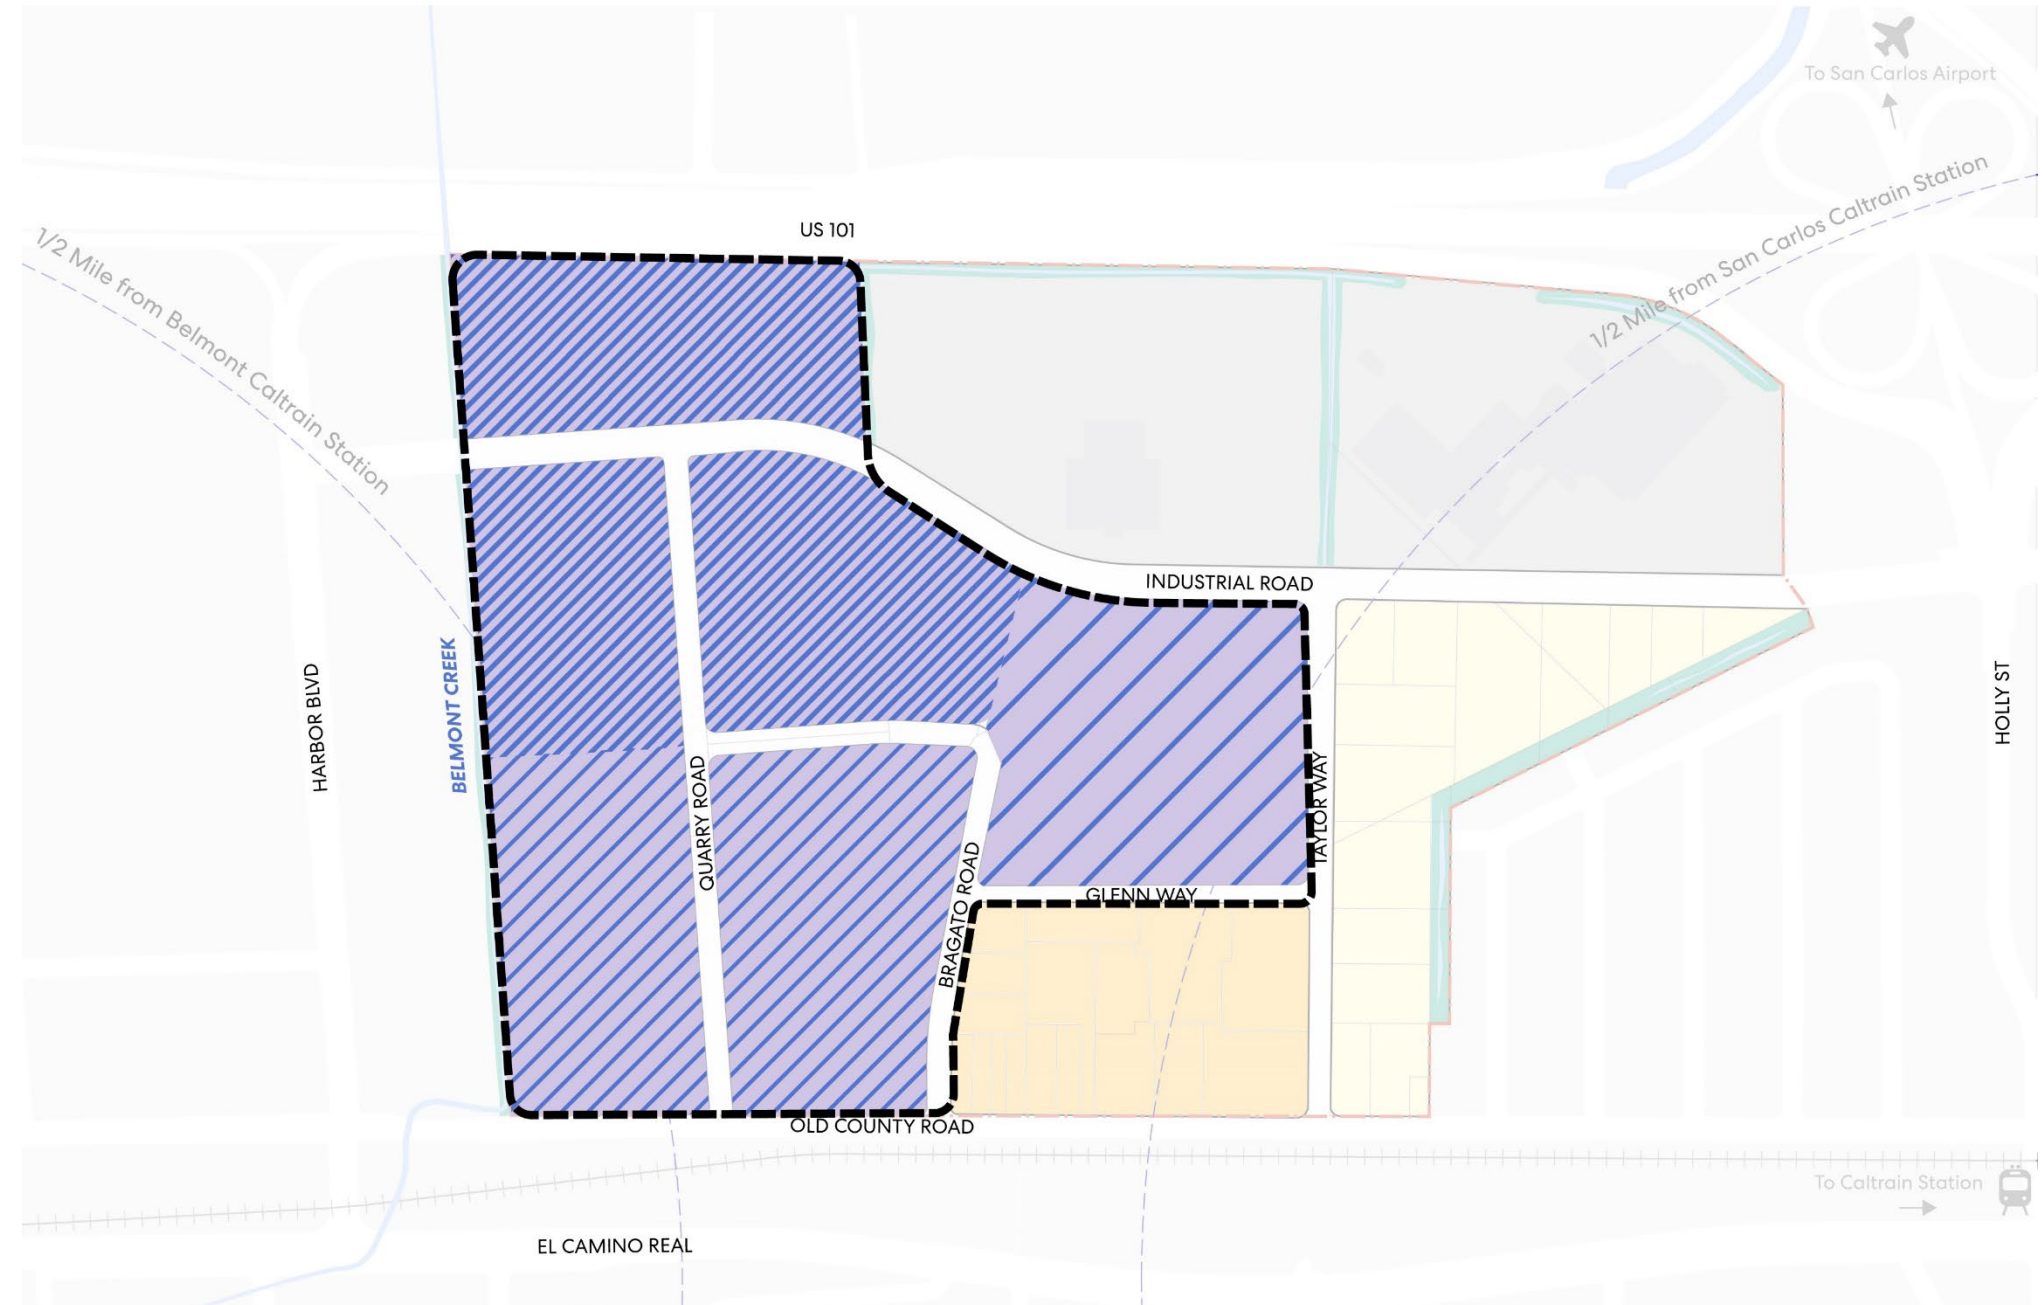 To San Carlos Airport
1/2 Mile from San Carlos Caltrain Station
US 101
1/2 Mile from Belmont Caltrain Station
INDUSTRIAL ROAD
BELMONT CREEK
HARBOR BLVD
HOLLY ST
QUARRY ROAD
TAYLOR WAY
BRAGATO ROAD
GLENN WAY
OLD COUNTY ROAD
To Caltrain Station
EL CAMINO REAL